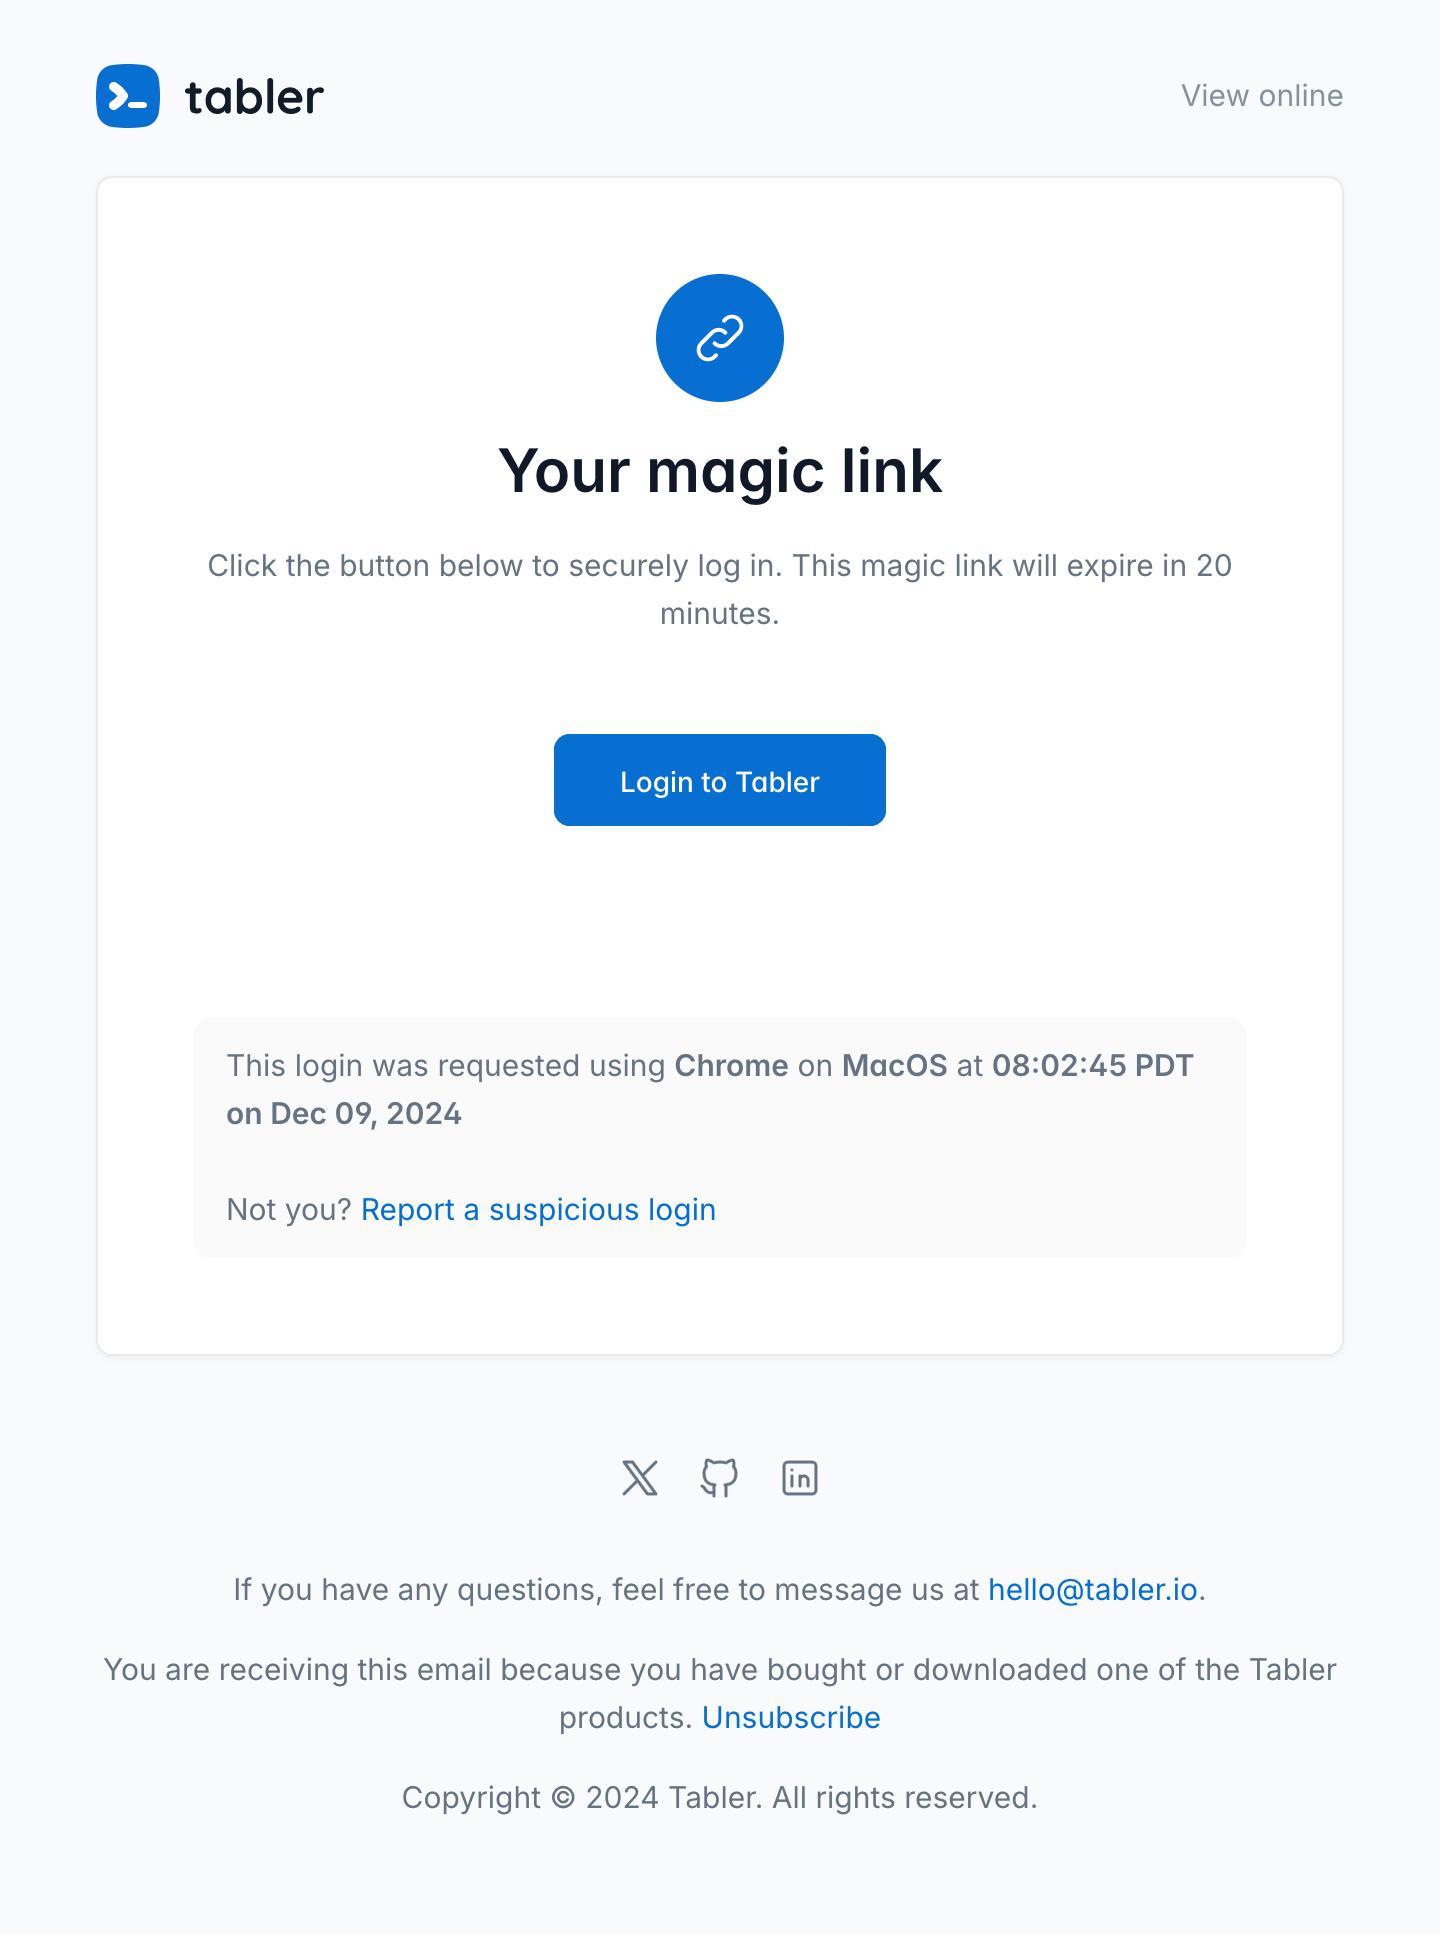 tabler
View online
Your magic link
Click the button below to securely log in. This magic link will expire in 20
minutes.
Login to Tabler
This login was requested using Chrome on MacOS at 08:02:45 PDT
on Dec 09, 2024
Not you? Report a suspicious login
If you have any questions, feel free to message us at hello@tabler.io.
You are receiving this email because you have bought or downloaded one of the Tabler
products. Unsubscribe
Copyright © 2024 Tabler. All rights reserved.